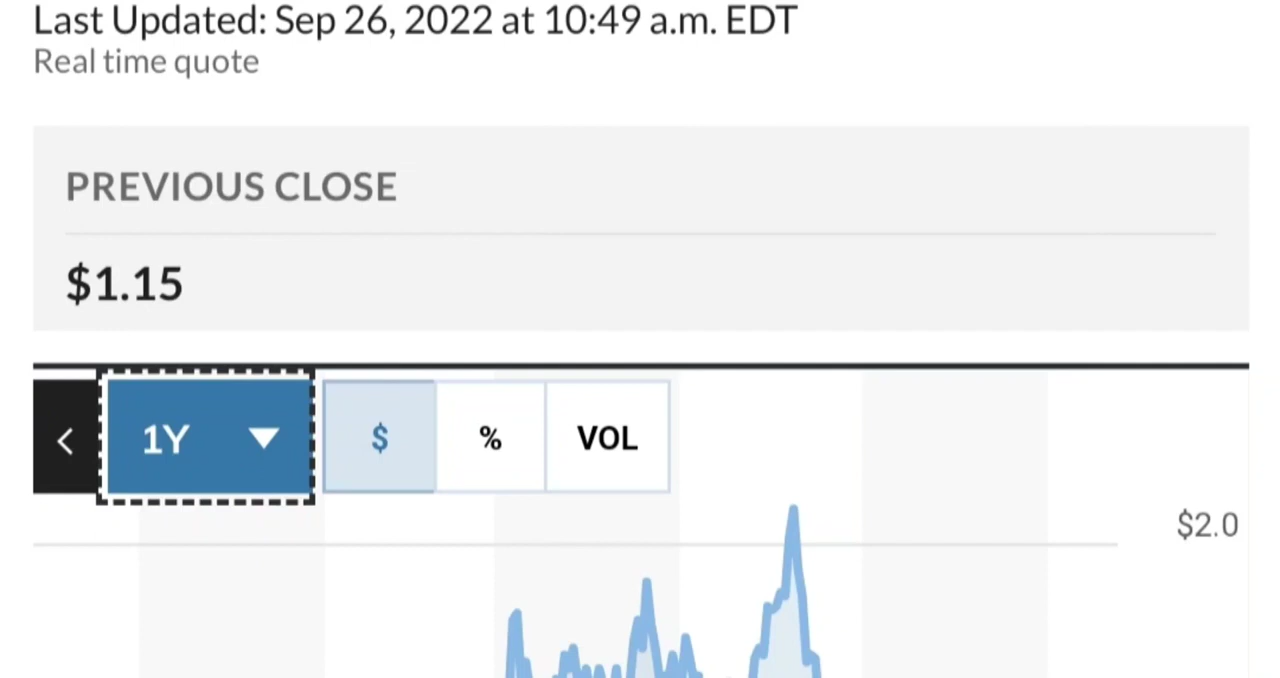 Last Updated: Sep 26, 2022 at 10:49 a.m. EDT
Real time quote
PREVIOUS CLOSE
$1.15
1Y $ % VOL
$2.0